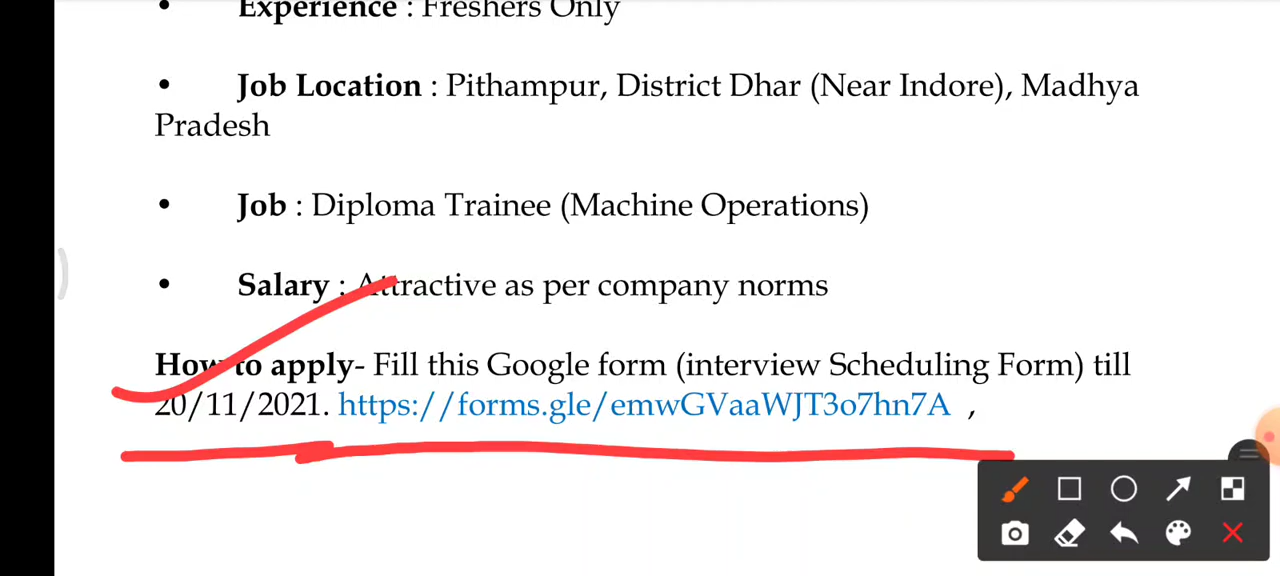 • Experience : Freshers Only
• Job Location : Pithampur, District Dhar (Near Indore), Madhya
Pradesh
• Job : Diploma Trainee (Machine Operations)
• Salary : Attractive as per company norms
How to apply- Fill this Google form (interview Scheduling Form) till
20/11/2021. https://forms.gle/emwGVaaWJT3o7hn7A ,